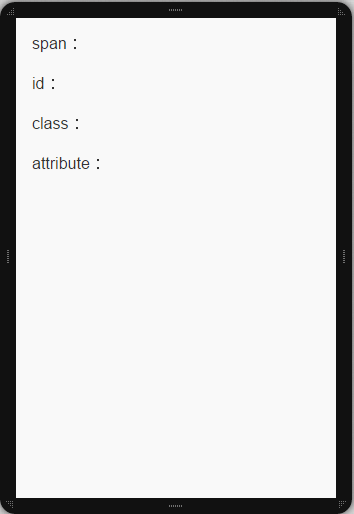 span：
id：
class：
attribute：